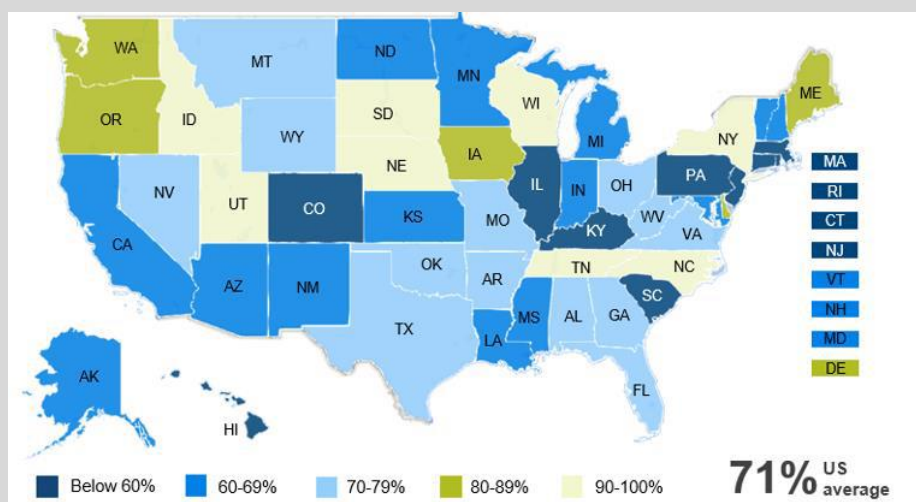 WA
MT
ND
MN
ME
OR
ID
SD
WI
NY
WY
MI
IA
NE
PA
MA
NV
UT
CO
IL
IN
OH
RI
CA
KS
MO
WV
VA
CT
KY
NJ
AZ
NM
OK
AR
TN
NC
VT
SC
NH
TX
LA
MS
AL
GA
MD
FL
DE
AK
HI
Below 60%
60-69%
70-79%
80-89%
90-100%
71% US average